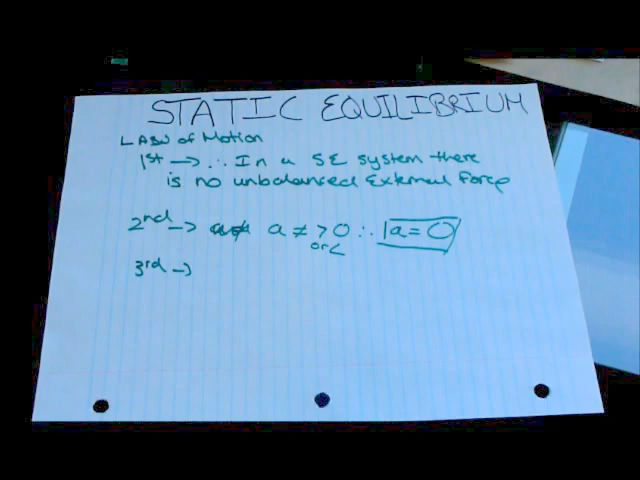 STATIC EQUILIBRIUM
LAWS of Motion
1st → ∴ In a SE system there
is no unbalanced External Force
2nd → a ≠ > 0 ∴ a = 0
or <
3rd →